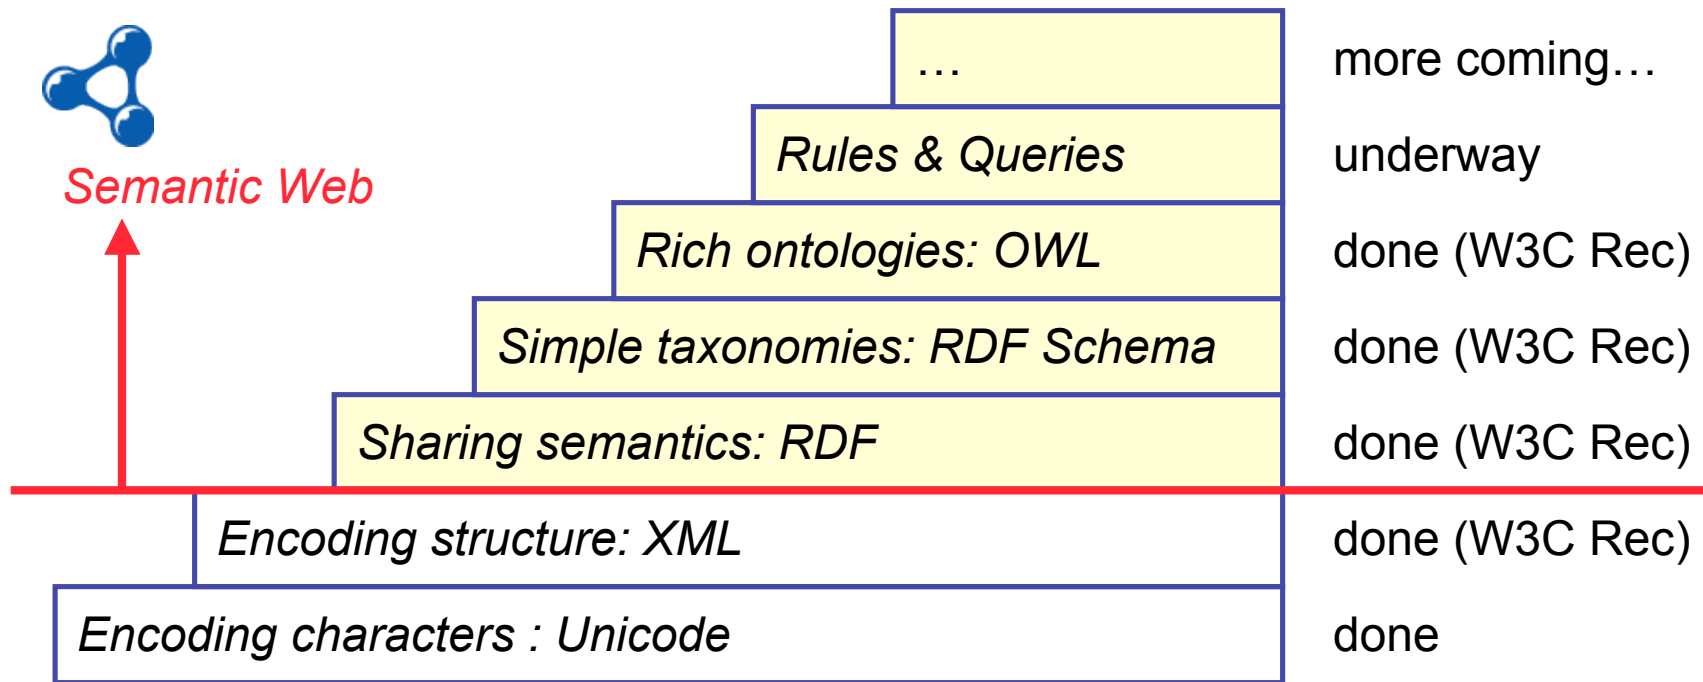 … more coming…
Rules & Queries underway
Semantic Web
Rich ontologies: OWL done (W3C Rec)
Simple taxonomies: RDF Schema done (W3C Rec)
Sharing semantics: RDF done (W3C Rec)
Encoding structure: XML done (W3C Rec)
Encoding characters : Unicode done